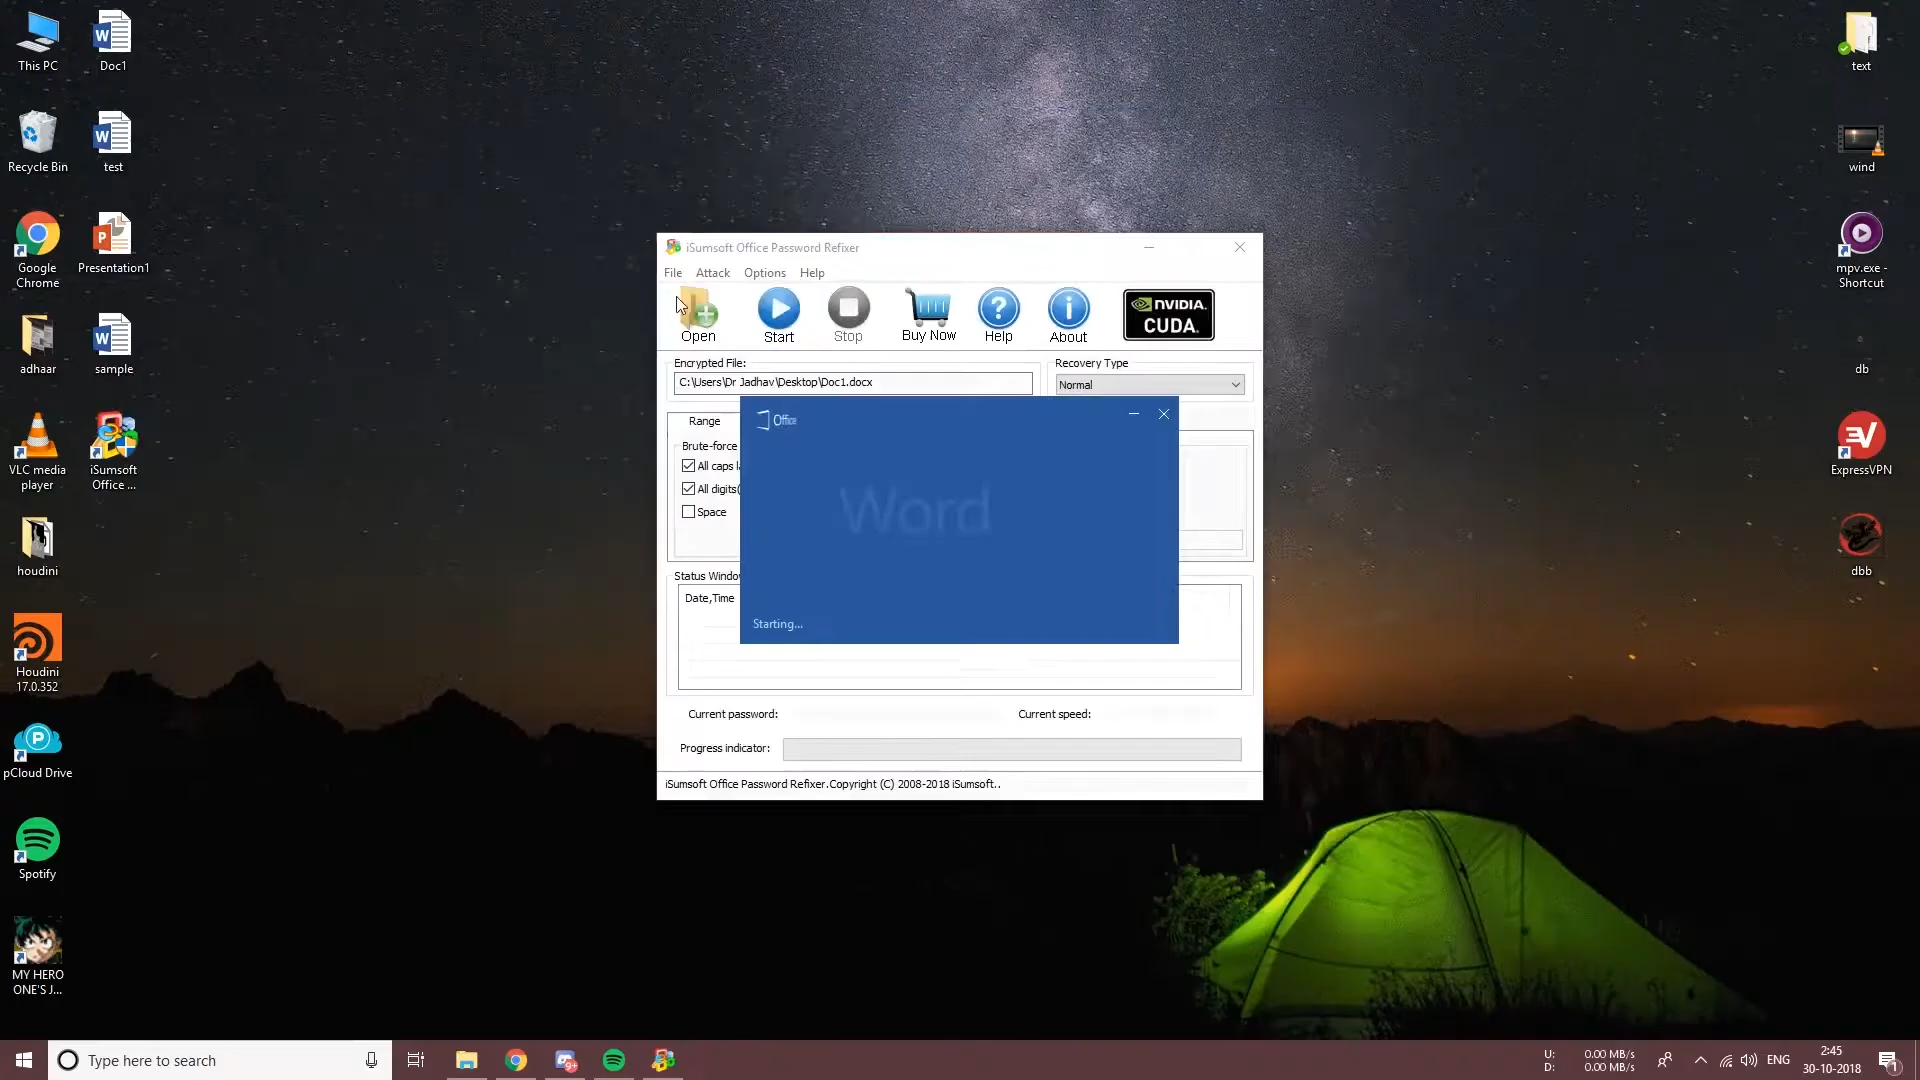 This PC
Doc1
text
Recycle Bin
test
wind
Google
Chrome
Presentation1
mpv.exe -
Shortcut
adhaar
sample
db
VLC media
player
iSumsoft
Office ...
ExpressVPN
houdini
dbb
Houdini
17.0.352
pCloud Drive
Spotify
MY HERO
ONE'S J...
iSumsoft Office Password Refixer
File Attack Options Help
Open Start Stop Buy Now Help About
NVIDIA.
CUDA.
Encrypted File:
C:\Users\Dr Jadhav\Desktop\Doc1.docx
Recovery Type
Normal
Range
Brute-force
All caps
All digits(
Space
Office
Word
Starting...
Date,Time
Status
Current password:
Current speed:
Progress indicator:
iSumsoft Office Password Refixer.Copyright (C) 2008-2018 iSumsoft..
Type here to search
9+
U: 0.00 MB/s
D: 0.00 MB/s
ENG
2:45
30-10-2018
1